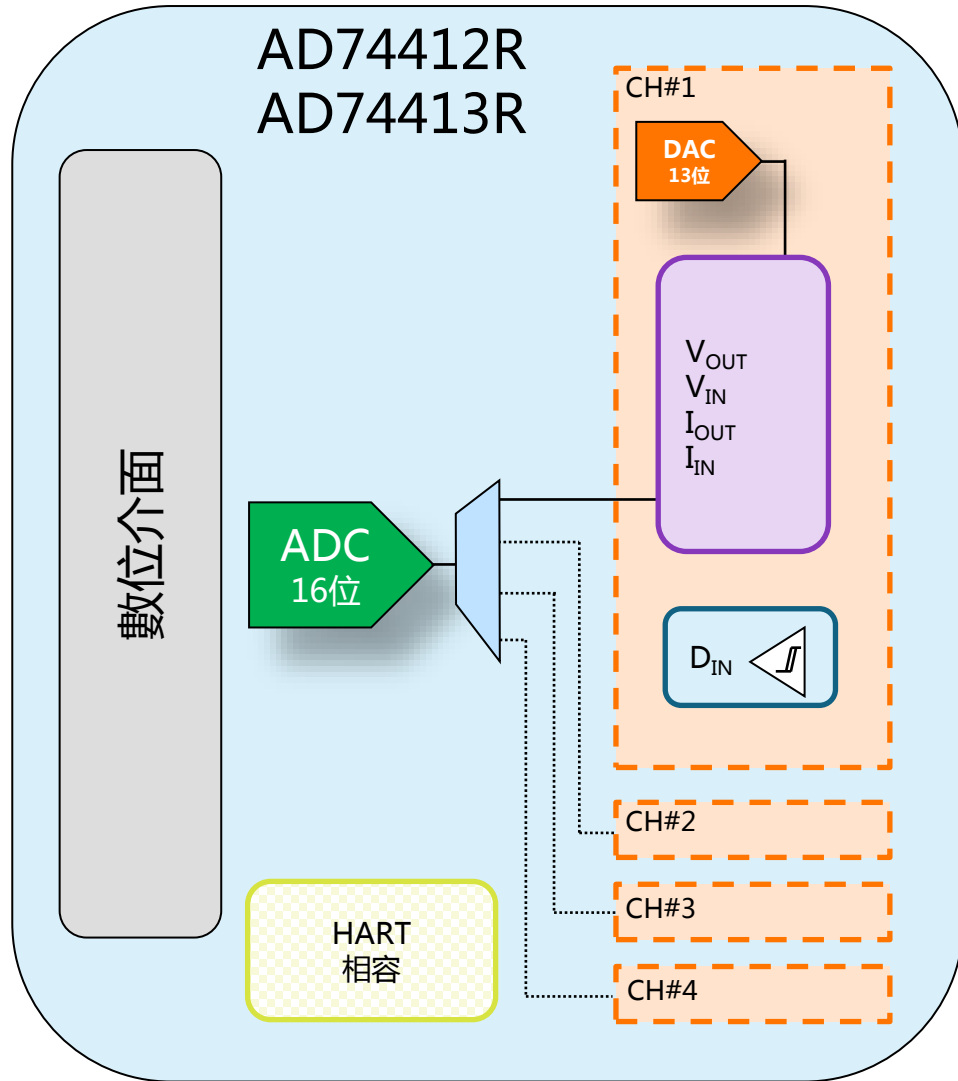 AD74412R
AD74413R
CH#1
DAC
13位
VOUT
VIN
IOUT
IIN
數位介面
ADC
16位
DIN
CH#2
CH#3
CH#4
HART
相容